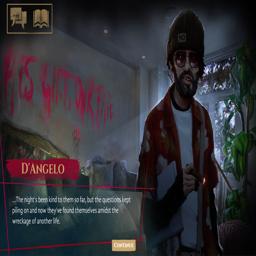 D'ANGELO
...The night's been kind to them so far, but the questions kept
piling on and now they've found themselves amidst the
wreckage of another life.
CONTINUE